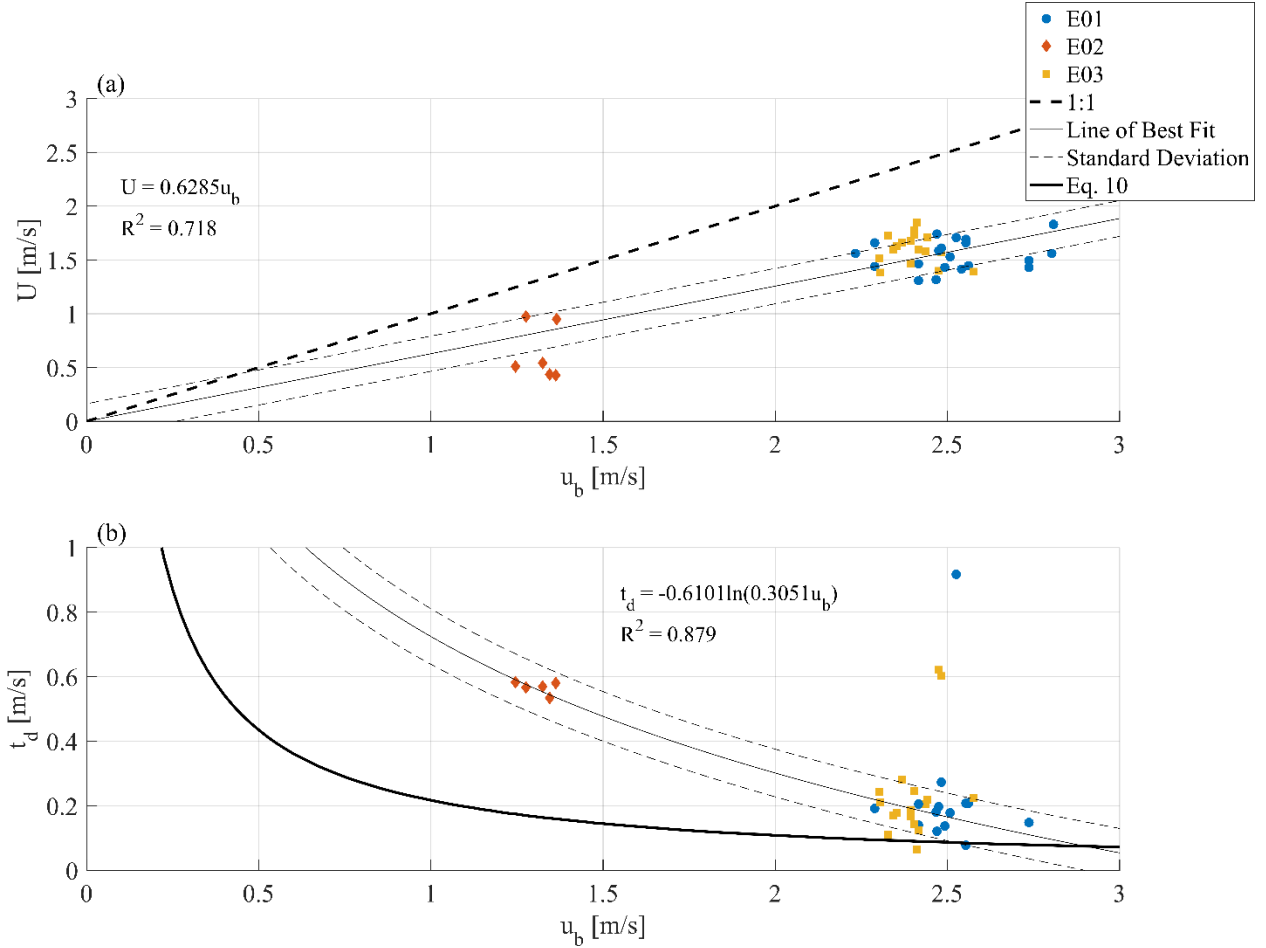 E01
E02
E03
1:1
Line of Best Fit
Standard Deviation
Eq. 10
(a)
3
2.5
2
1.5
1
0.5
0
U [m/s]
U = 0.6285u_b
R^2 = 0.718
0 0.5 1 1.5 2 2.5 3
u_b [m/s]
(b)
1
0.8
0.6
0.4
0.2
0
t_d [m/s]
t_d = -0.6101ln(0.3051u_b)
R^2 = 0.879
0 0.5 1 1.5 2 2.5 3
u_b [m/s]